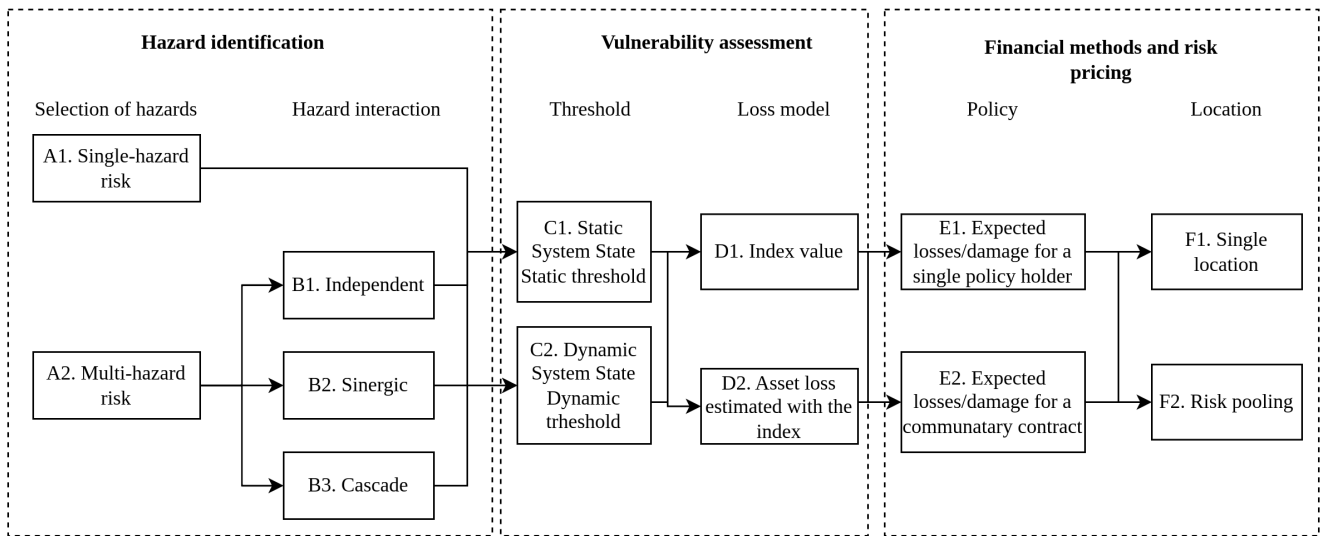 Hazard identification
Selection of hazards
Hazard interaction
A1. Single-hazard
risk
B1. Independent
A2. Multi-hazard
risk
B2. Sinergic
B3. Cascade
Vulnerability assessment
Threshold
Loss model
C1. Static
System State
Static threshold
D1. Index value
C2. Dynamic
System State
Dynamic
trheshold
D2. Asset loss
estimated with the
index
Financial methods and risk
pricing
Policy
Location
E1. Expected
losses/damage for a
single policy holder
F1. Single
location
E2. Expected
losses/damage for a
communatary contract
F2. Risk pooling